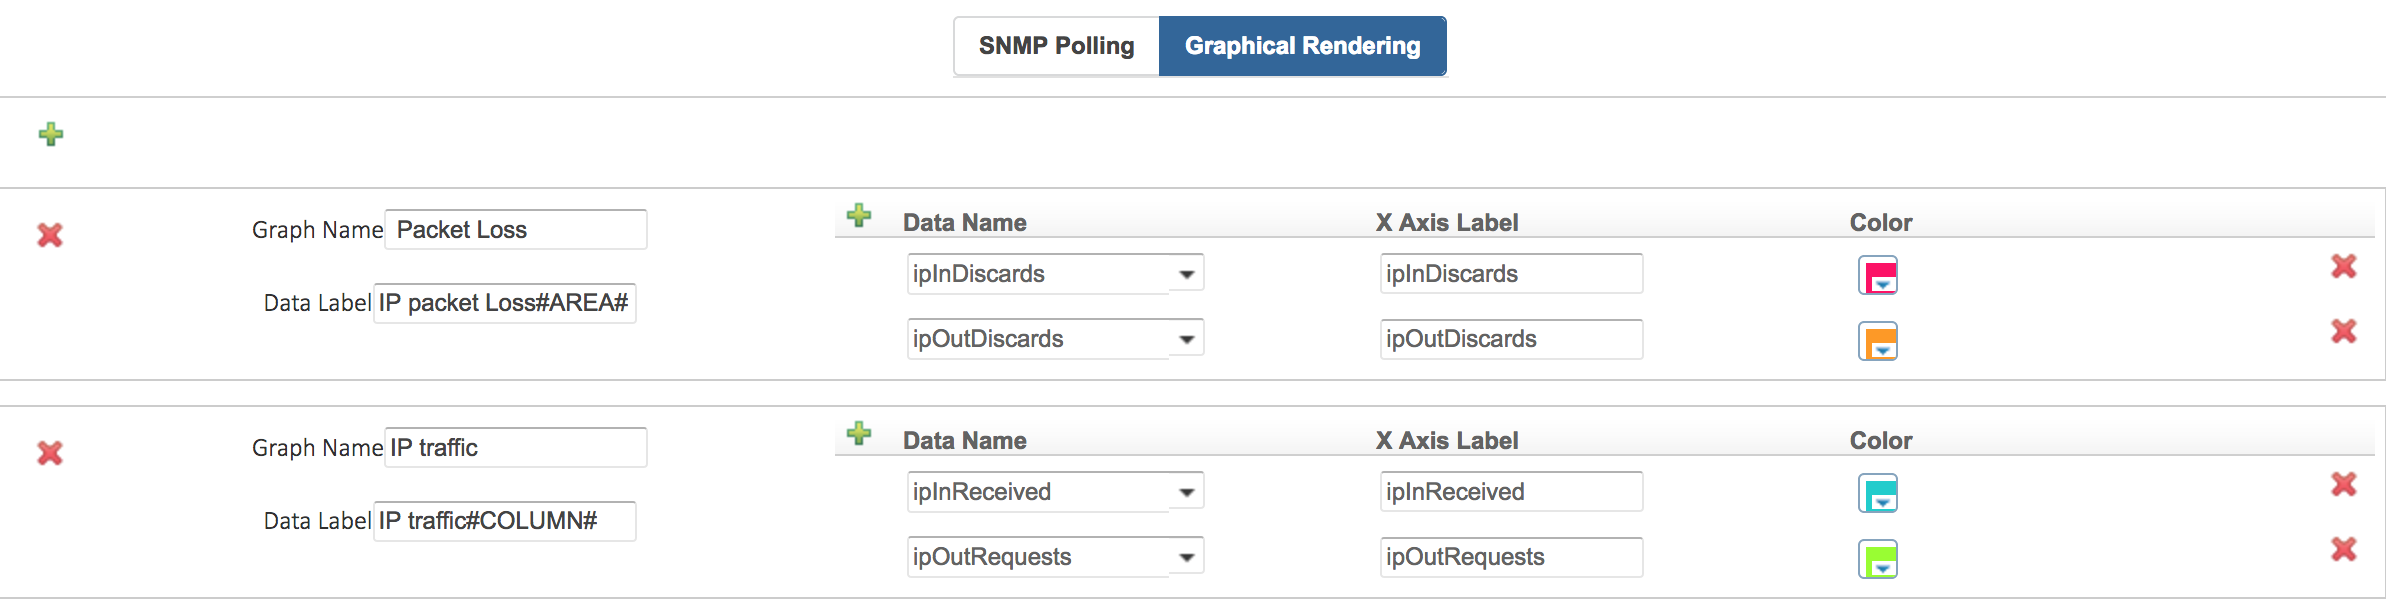 SNMP Polling Graphical Rendering
Graph Name Packet Loss
Data Label IP packet Loss#AREA#
Data Name X Axis Label Color
ipInDiscards ipInDiscards
ipOutDiscards ipOutDiscards
Graph Name IP traffic
Data Label IP traffic#COLUMN#
Data Name X Axis Label Color
ipInReceived ipInReceived
ipOutRequests ipOutRequests